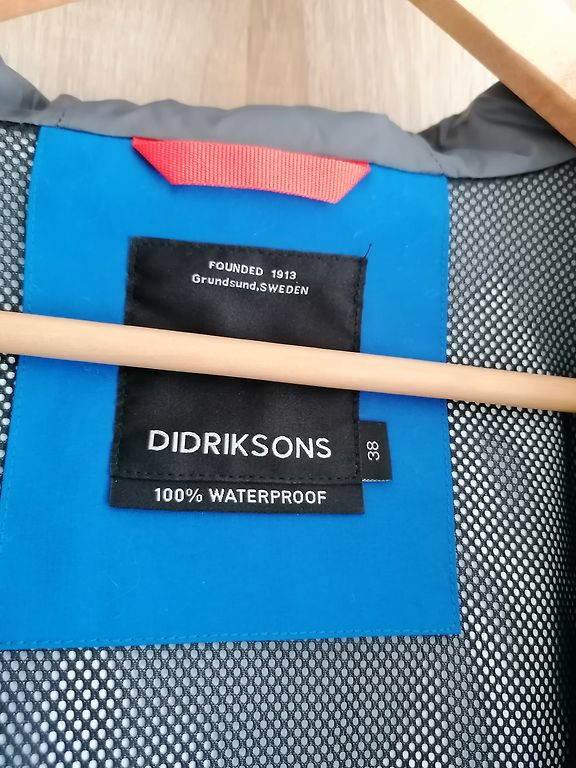 FOUNDED 1913
Grundsund,SWEDEN
DIDRIKSONS
38
100% WATERPROOF